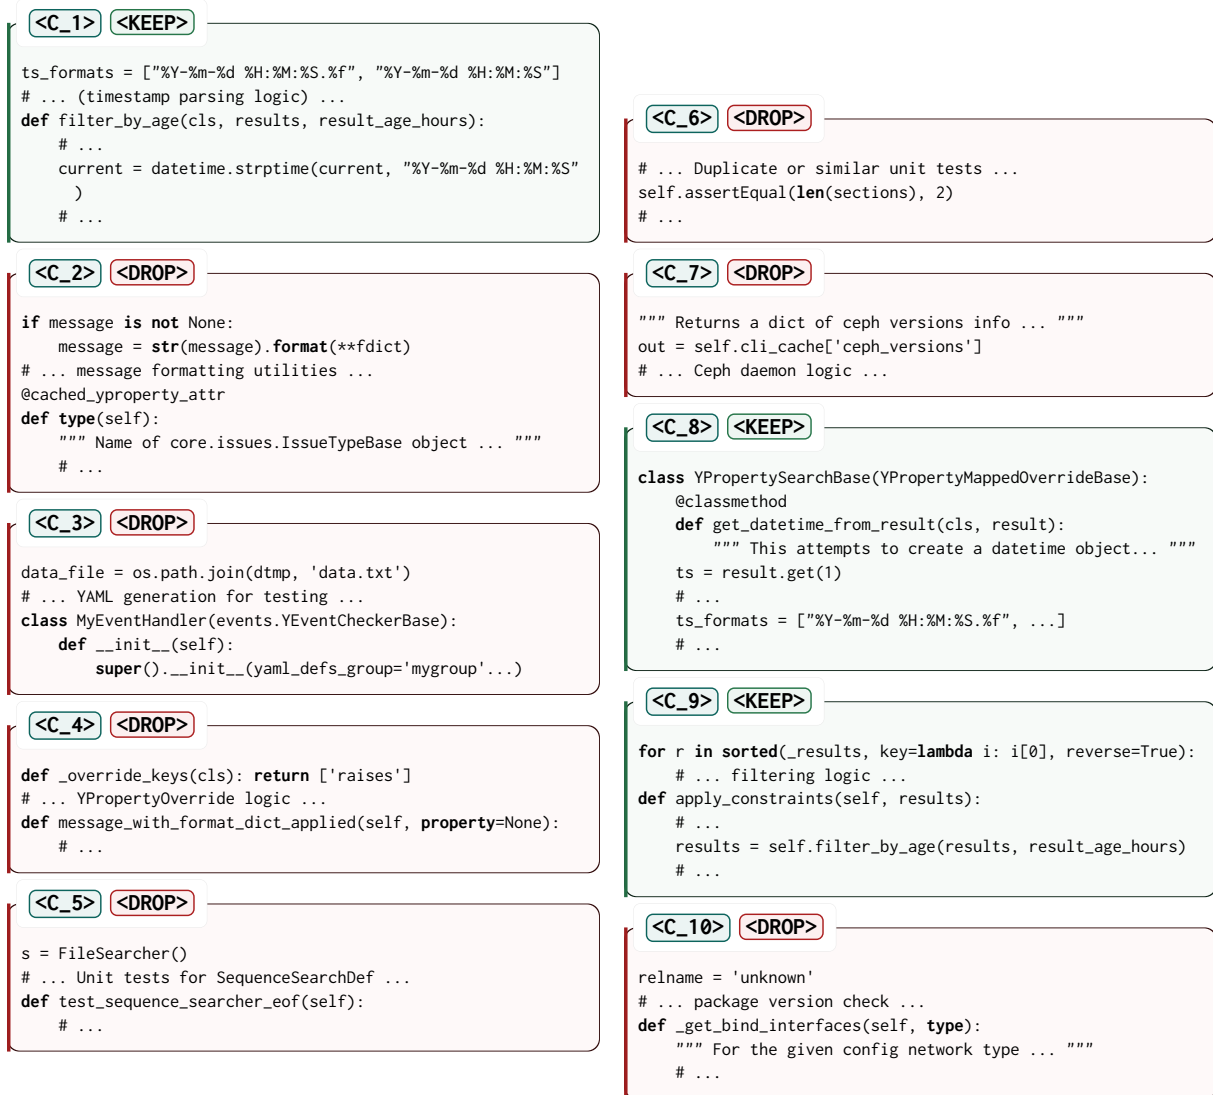 <C_1> <KEEP>
ts_formats = ["%Y-%m-%d %H:%M:%S.%f", "%Y-%m-%d %H:%M:%S"]
# ... (timestamp parsing logic) ...
def filter_by_age(cls, results, result_age_hours):
    # ...
    current = datetime.strptime(current, "%Y-%m-%d %H:%M:%S"
      )
    # ...
<C_2> <DROP>
if message is not None:
    message = str(message).format(**fdict)
# ... message formatting utilities ...
@cached_yproperty_attr
def type(self):
    """ Name of core.issues.IssueTypeBase object ... """
    # ...
<C_3> <DROP>
data_file = os.path.join(dtmp, 'data.txt')
# ... YAML generation for testing ...
class MyEventHandler(events.YEventCheckerBase):
    def __init__(self):
        super().__init__(yaml_defs_group='mygroup'...)
<C_4> <DROP>
def _override_keys(cls): return ['raises']
# ... YPropertyOverride logic ...
def message_with_format_dict_applied(self, property=None):
    # ...
<C_5> <DROP>
s = FileSearcher()
# ... Unit tests for SequenceSearchDef ...
def test_sequence_searcher_eof(self):
    # ...
<C_6> <DROP>
# ... Duplicate or similar unit tests ...
self.assertEqual(len(sections), 2)
# ...
<C_7> <DROP>
""" Returns a dict of ceph versions info ... """
out = self.cli_cache['ceph_versions']
# ... Ceph daemon logic ...
<C_8> <KEEP>
class YPropertySearchBase(YPropertyMappedOverrideBase):
    @classmethod
    def get_datetime_from_result(cls, result):
        """ This attempts to create a datetime object... """
    ts = result.get(1)
    # ...
    ts_formats = ["%Y-%m-%d %H:%M:%S.%f", ...]
    # ...
<C_9> <KEEP>
for r in sorted(_results, key=lambda i: i[0], reverse=True):
    # ... filtering logic ...
def apply_constraints(self, results):
    # ...
    results = self.filter_by_age(results, result_age_hours)
    # ...
<C_10> <DROP>
relname = 'unknown'
# ... package version check ...
def _get_bind_interfaces(self, type):
    """ For the given config network type ... """
    # ...